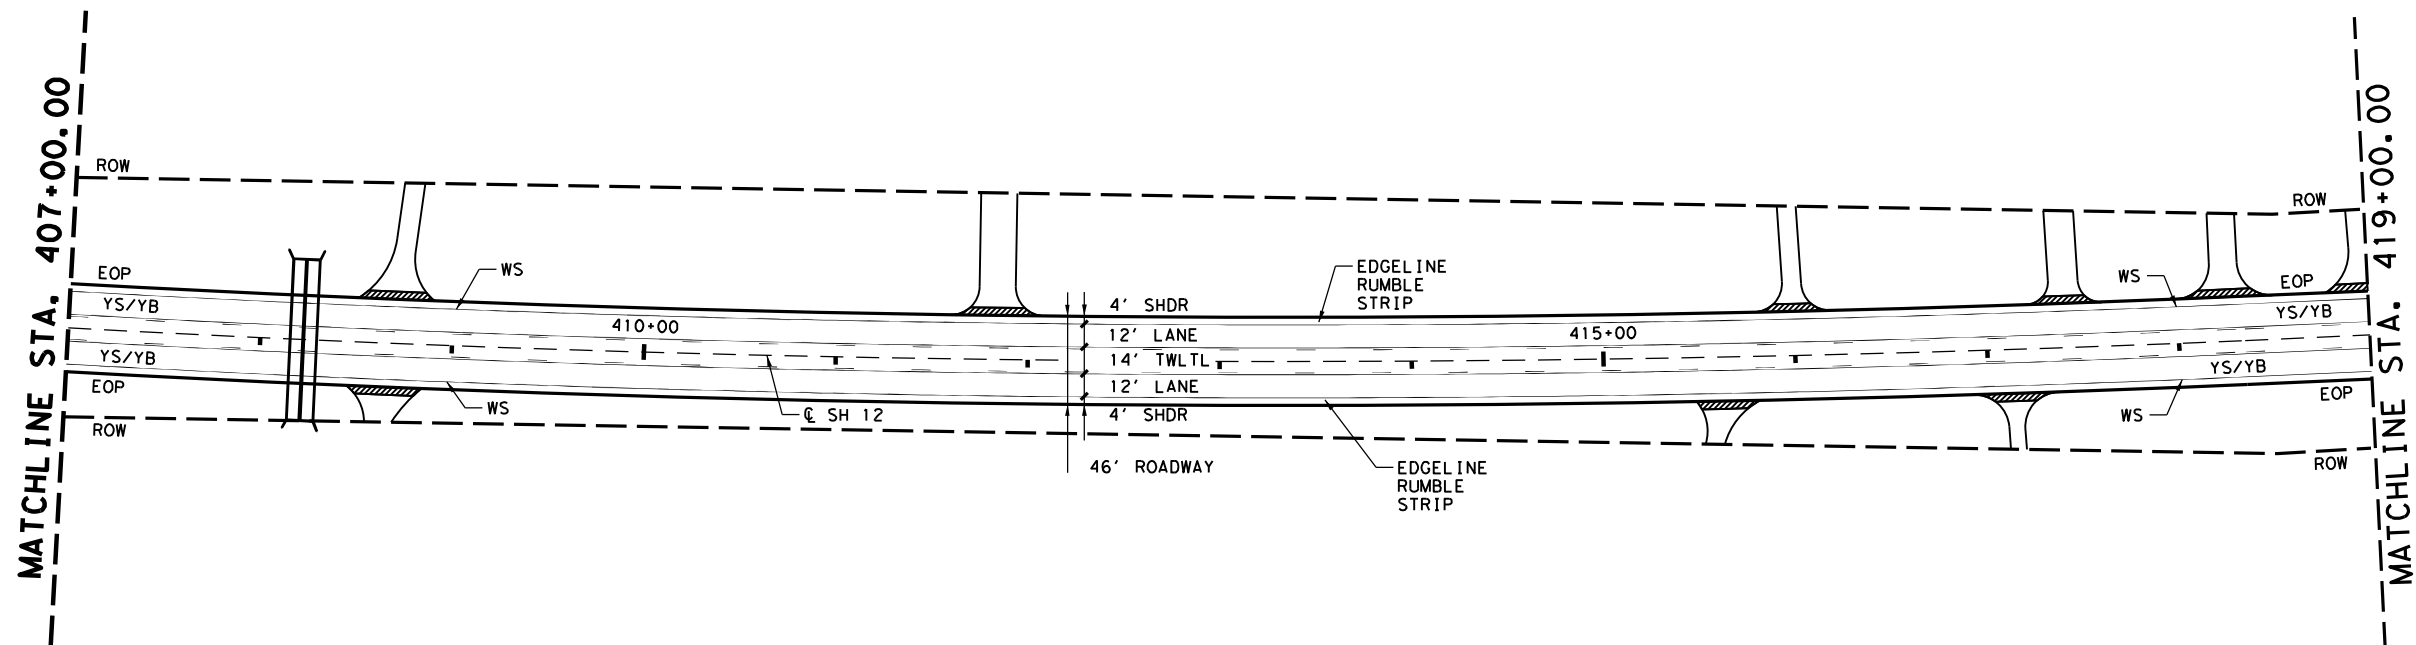 MATCHLINE STA. 407+00.00
ROW
EOP
YS/YB
YS/YB
EOP
ROW
WS
WS
410+00
℄ SH 12
4' SHDR
12' LANE
14' TWLTL
12' LANE
4' SHDR
46' ROADWAY
EDGELINE
RUMBLE
STRIP
EDGELINE
RUMBLE
STRIP
415+00
WS
WS
ROW
EOP
YS/YB
YS/YB
EOP
ROW
MATCHLINE STA. 419+00.00